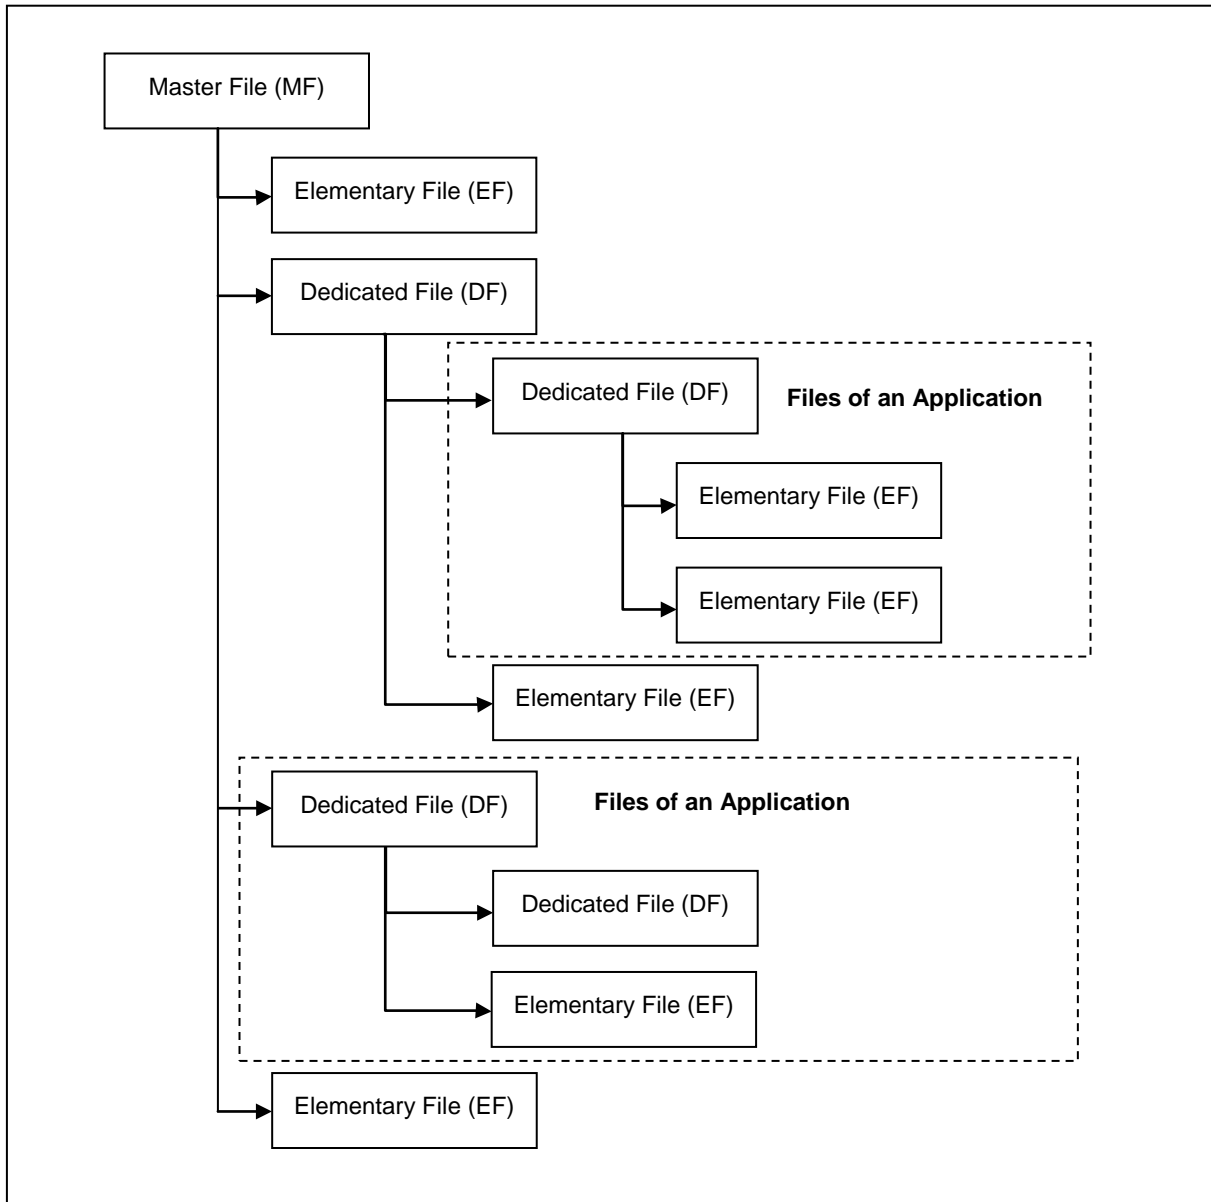 Master File (MF)
Elementary File (EF)
Dedicated File (DF)
Dedicated File (DF)
Files of an Application
Elementary File (EF)
Elementary File (EF)
Elementary File (EF)
Dedicated File (DF)
Files of an Application
Dedicated File (DF)
Elementary File (EF)
Elementary File (EF)